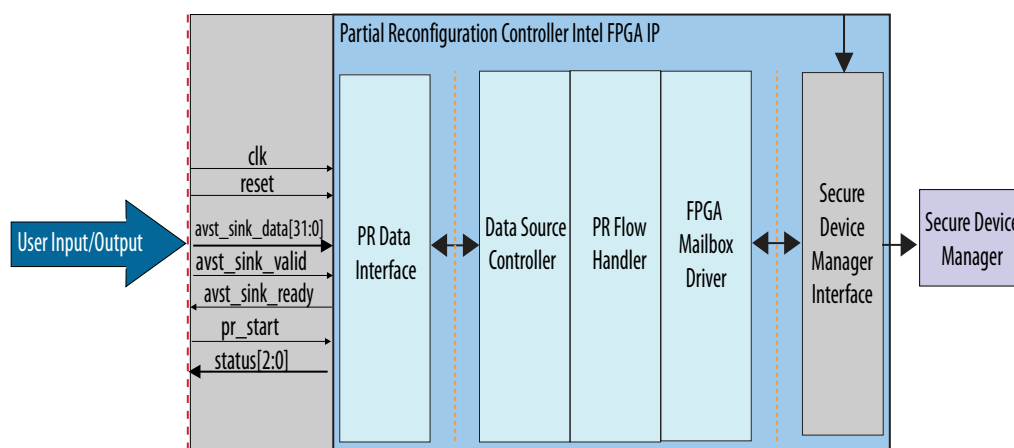 Partial Reconfiguration Controller Intel FPGA IP
clk
reset
avst_sink_data[31:0]
avst_sink_valid
avst_sink_ready
pr_start
status[2:0]
User Input/Output
PR Data
Interface
Data Source
Controller
PR Flow
Handler
FPGA
Mailbox
Driver
Secure
Device
Manager
Interface
Secure Device
Manager